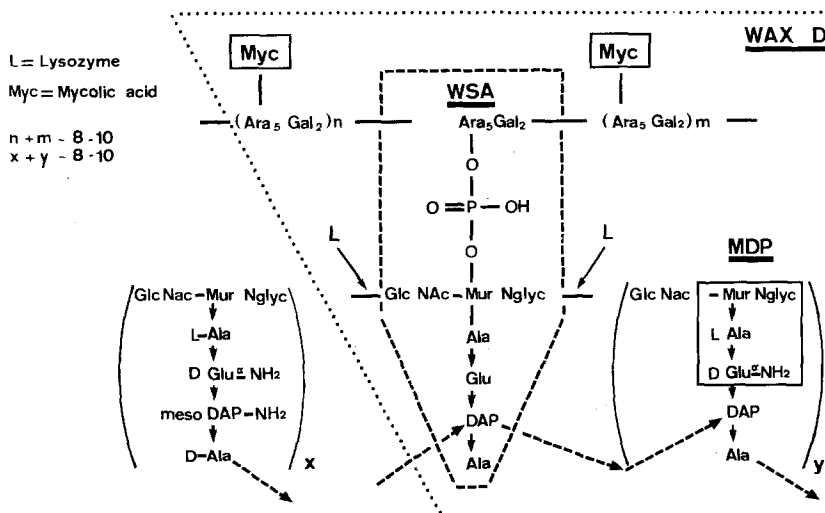 WAX D
Myc Myc
L = Lysozyme
Myc = Mycolic acid
WSA
(Ara5 Gal2)n Ara5Gal2 (Ara5 Gal2)m
n + m ~ 8-10
x + y ~ 8-10
O
O=P-OH
L L
O
MDP
Glc Nac-Mur Nglyc Glc NAc-Mur Nglyc Glc Nac -Mur Nglyc
L-Ala Ala L Ala
D Glu α NH2 Glu D Glu α NH2
meso DAP-NH2 DAP DAP
D-Ala x Ala Ala y